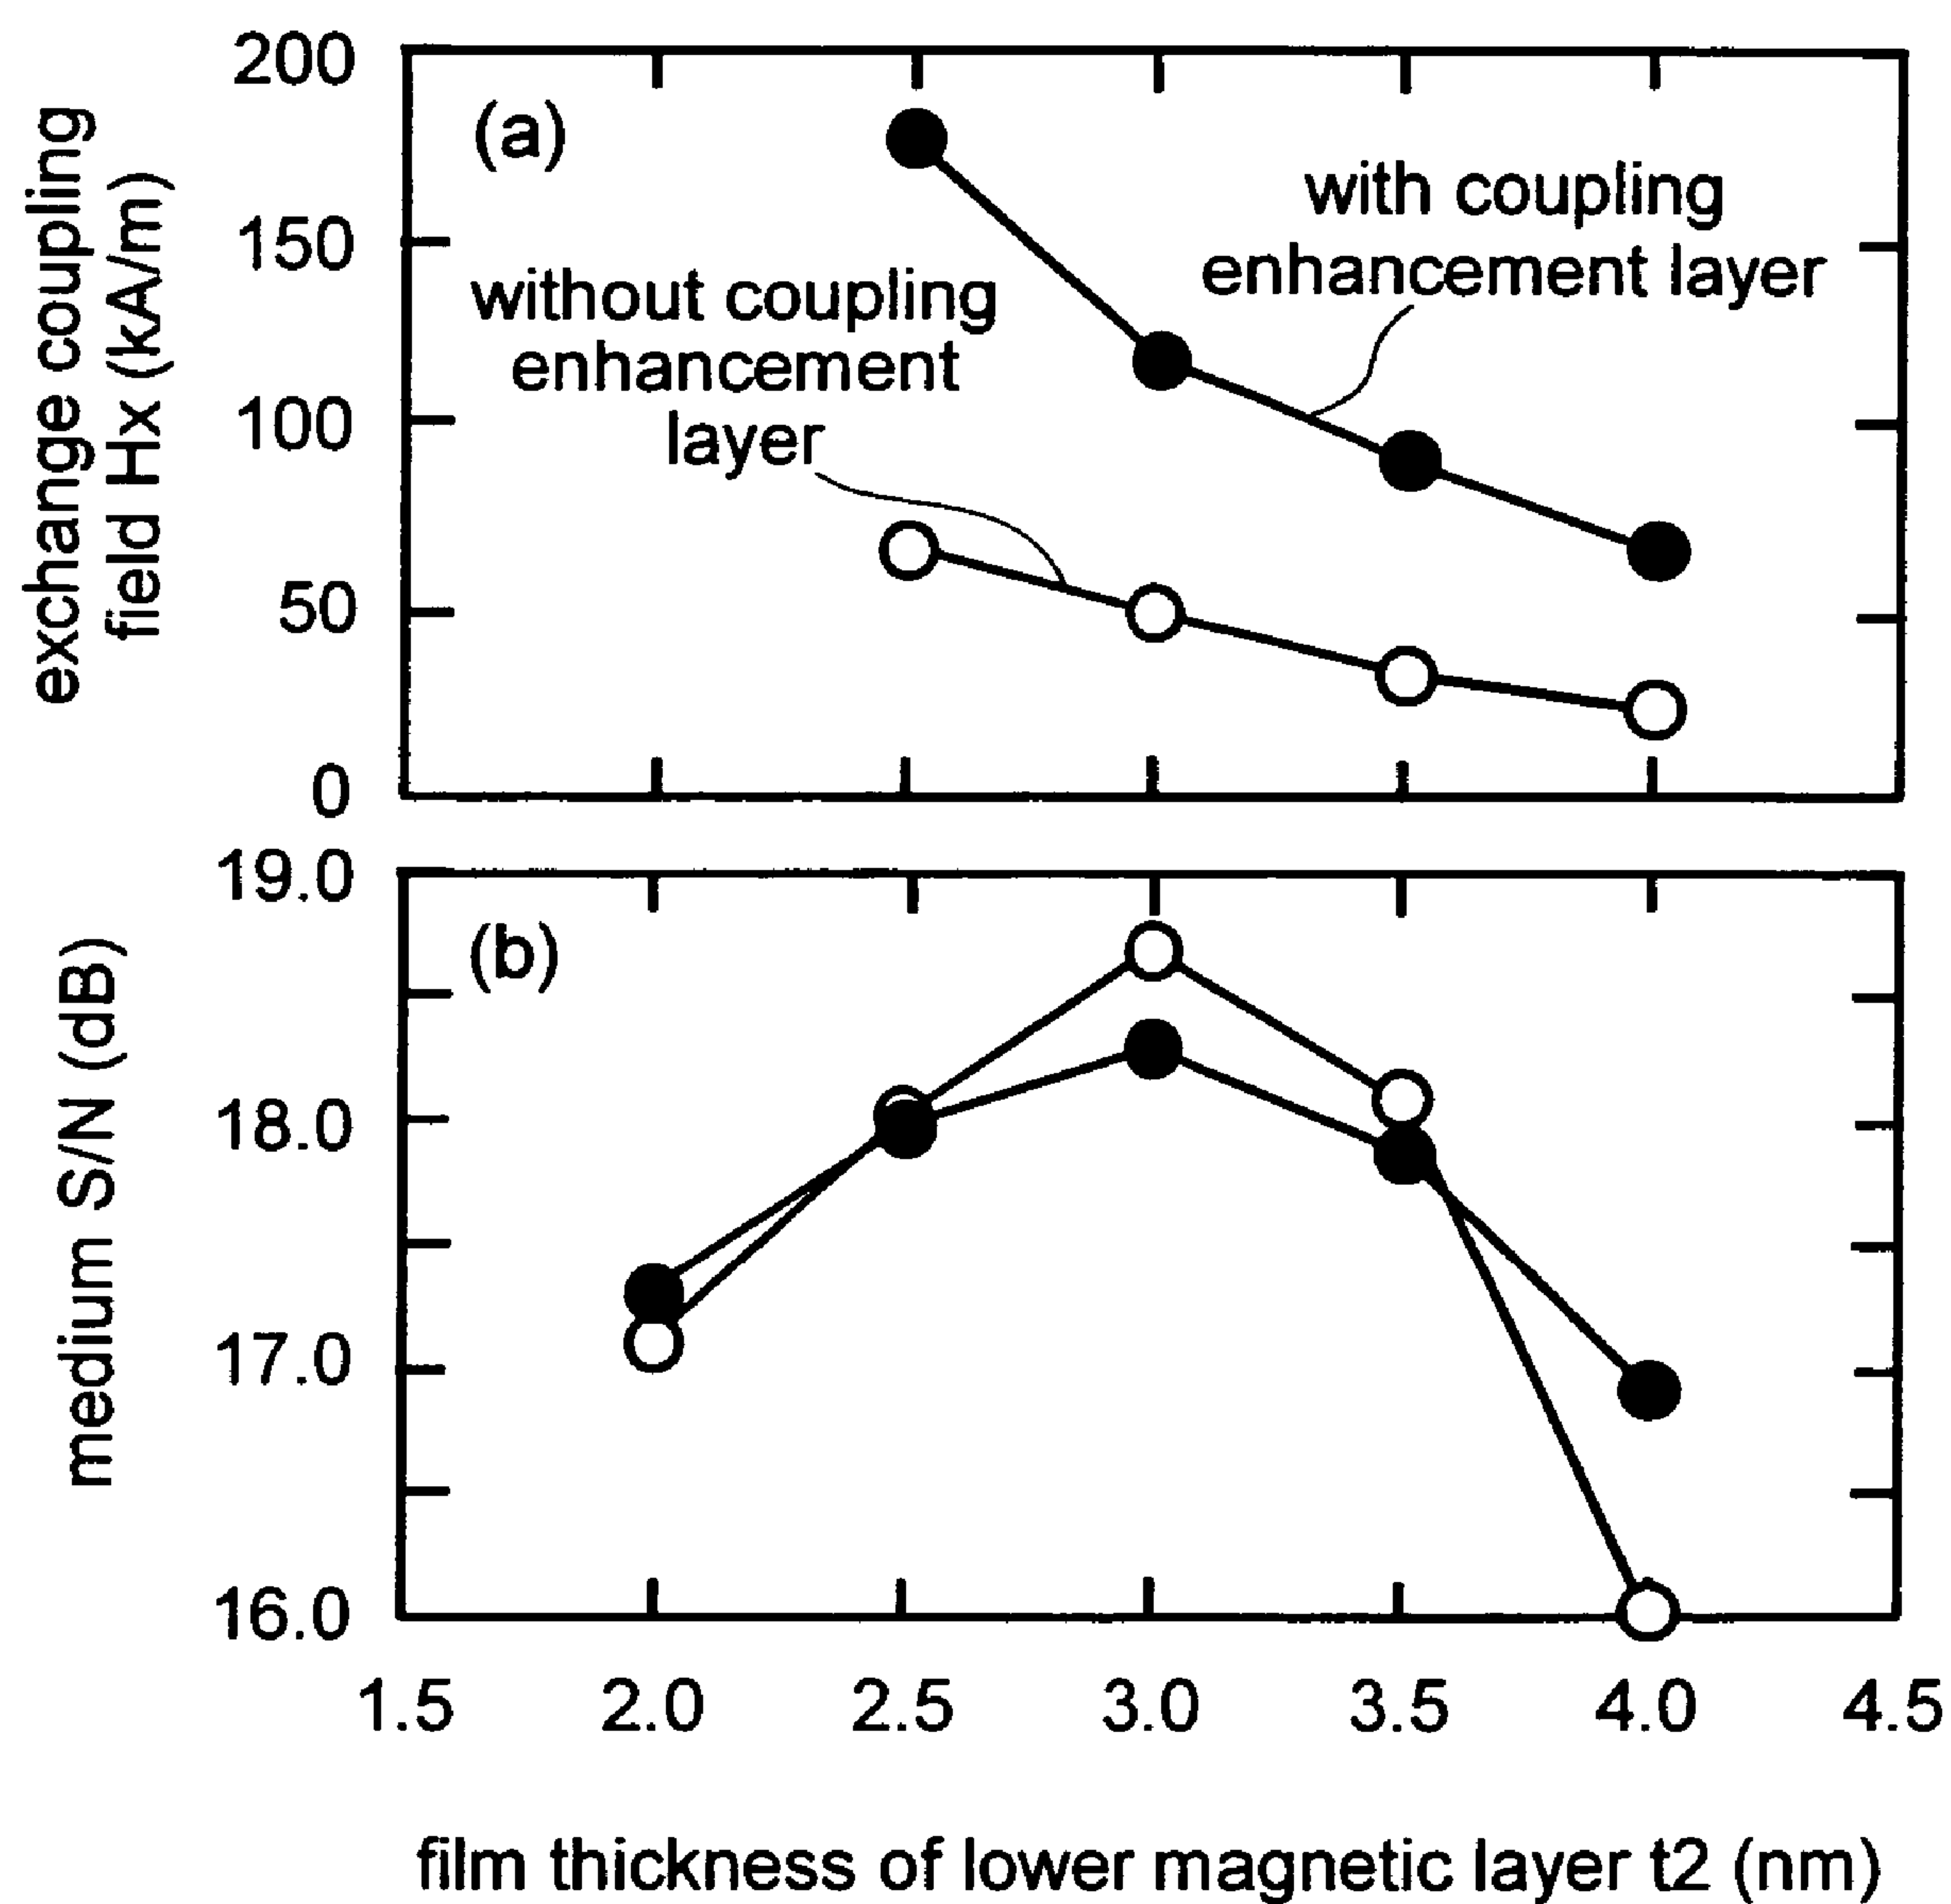 exchange coupling
field Hx (kA/m)
200
150
100
50
0
(a)
with coupling
enhancement layer
without coupling
enhancement
layer
medium S/N (dB)
19.0
18.0
17.0
16.0
(b)
1.5 2.0 2.5 3.0 3.5 4.0 4.5
film thickness of lower magnetic layer t2 (nm)